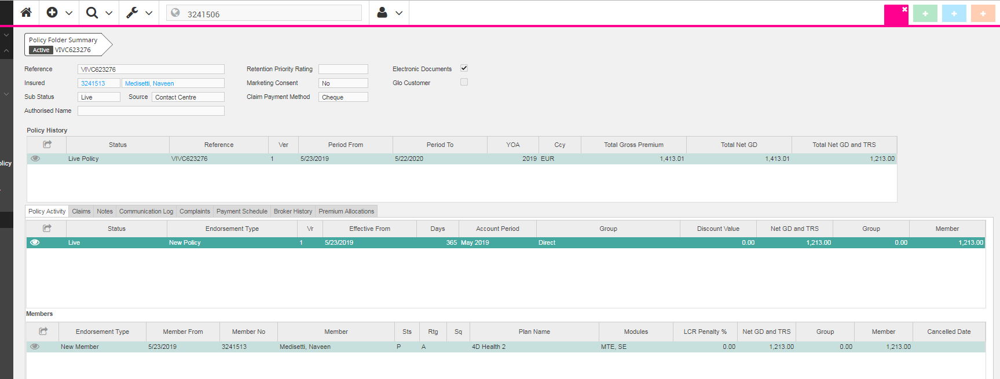 3241506
Policy Folder Summary
Active VIVC623276
Reference VIVC623276 Retention Priority Rating Electronic Documents
Insured 3241513 Medisetti, Naveen Marketing Consent No Glo Customer
Sub Status Live Source Contact Centre Claim Payment Method Cheque
Authorised Name
olicy
Policy History
Status Reference Ver Period From Period To YOA Ccy Total Gross Premium Total Net GD Total Net GD and TRS
Live Policy VIVC623276 1 5/23/2019 5/22/2020 2019 EUR 1,413.01 1,413.01 1,213.00
Policy Activity Claims Notes Communication Log Complaints Payment Schedule Broker History Premium Allocations
Status Endorsement Type Vr Effective From Days Account Period Group Discount Value Net GD and TRS Group Member
Live New Policy 1 5/23/2019 365 May 2019 Direct 0.00 1,213.00 0.00 1,213.00
Members
Endorsement Type Member From Member No Member Sts Rtg Sq Plan Name Modules LCR Penalty % Net GD and TRS Group Member Cancelled Date
New Member 5/23/2019 3241513 Medisetti, Naveen P A 4D Health 2 MTE, SE 0.00 1,213.00 0.00 1,213.00